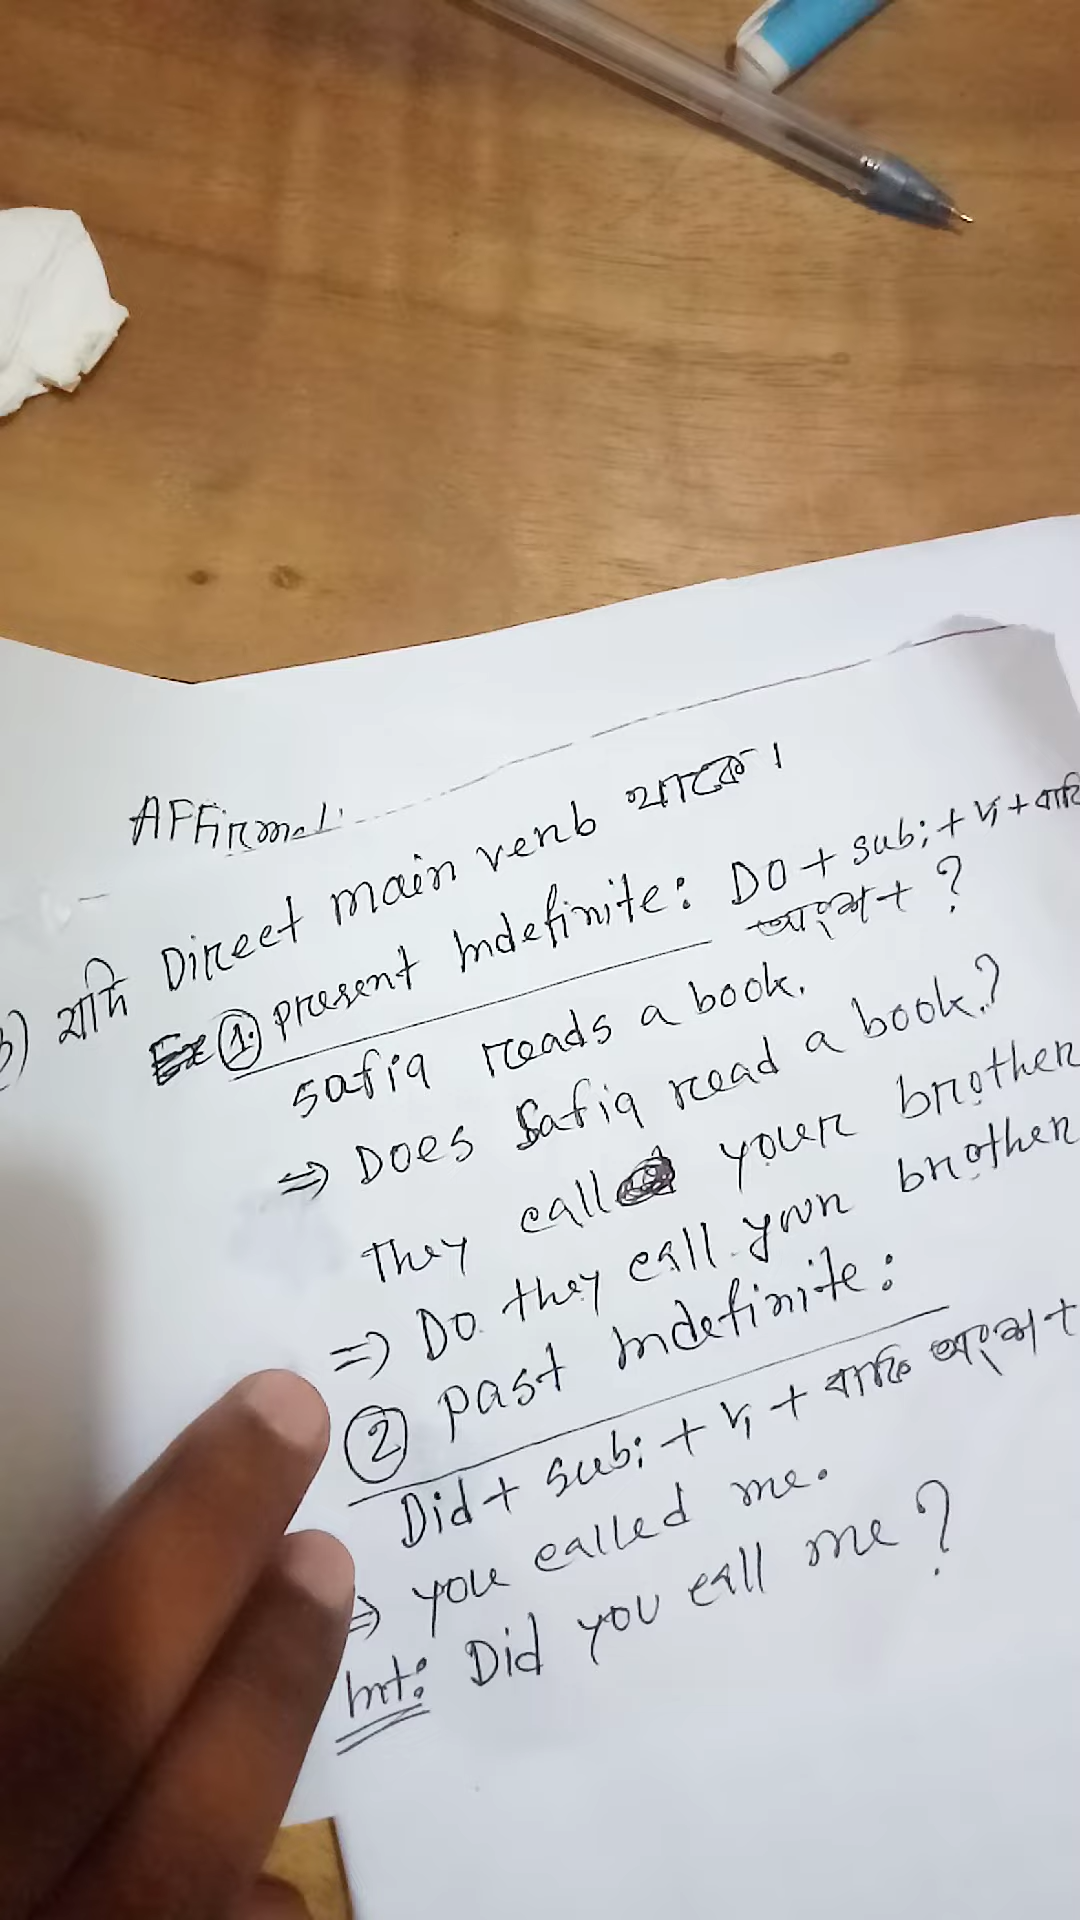 Affirmat:
যদি Direct main verb থাকে।
① present Indefinite: Do + sub: + V₁ + বাকি
অংশ + ?
Safiq reads a book.
⇒ Does Safiq read a book?
They call your brother
⇒ Do they call your brother
② Past Indefinite:
Did + sub: + V₁ + বাকি অংশ +
⇒ you called me.
Int: Did you call me?